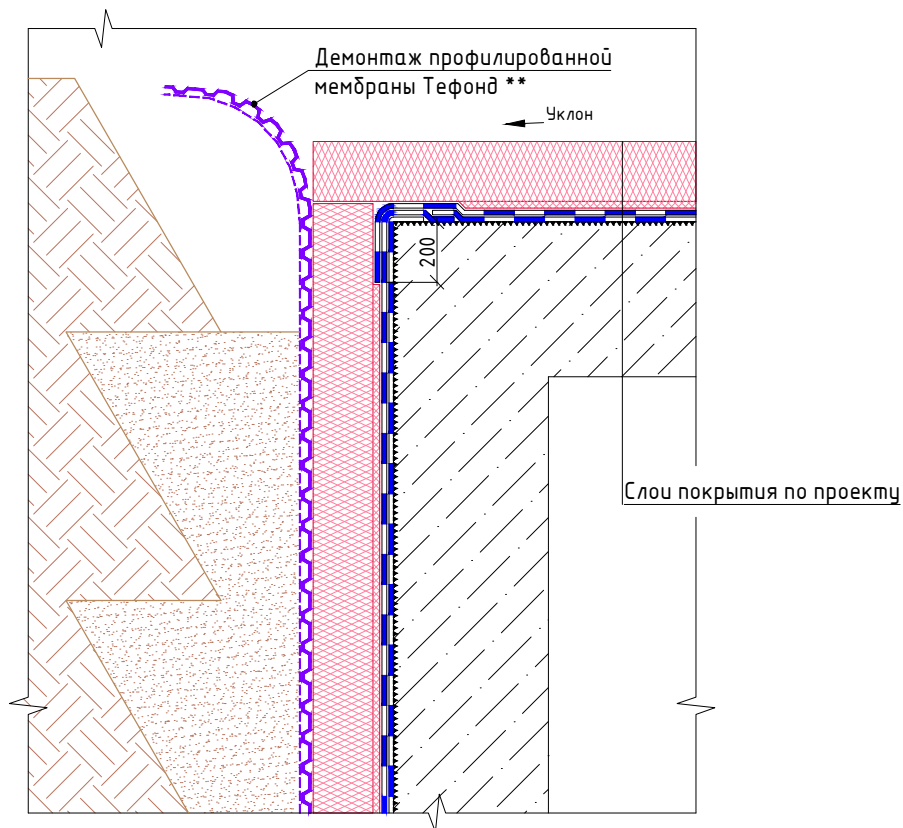 Демонтаж профилированной
мембраны Тефонд **
Уклон
200
Слои покрытия по проекту